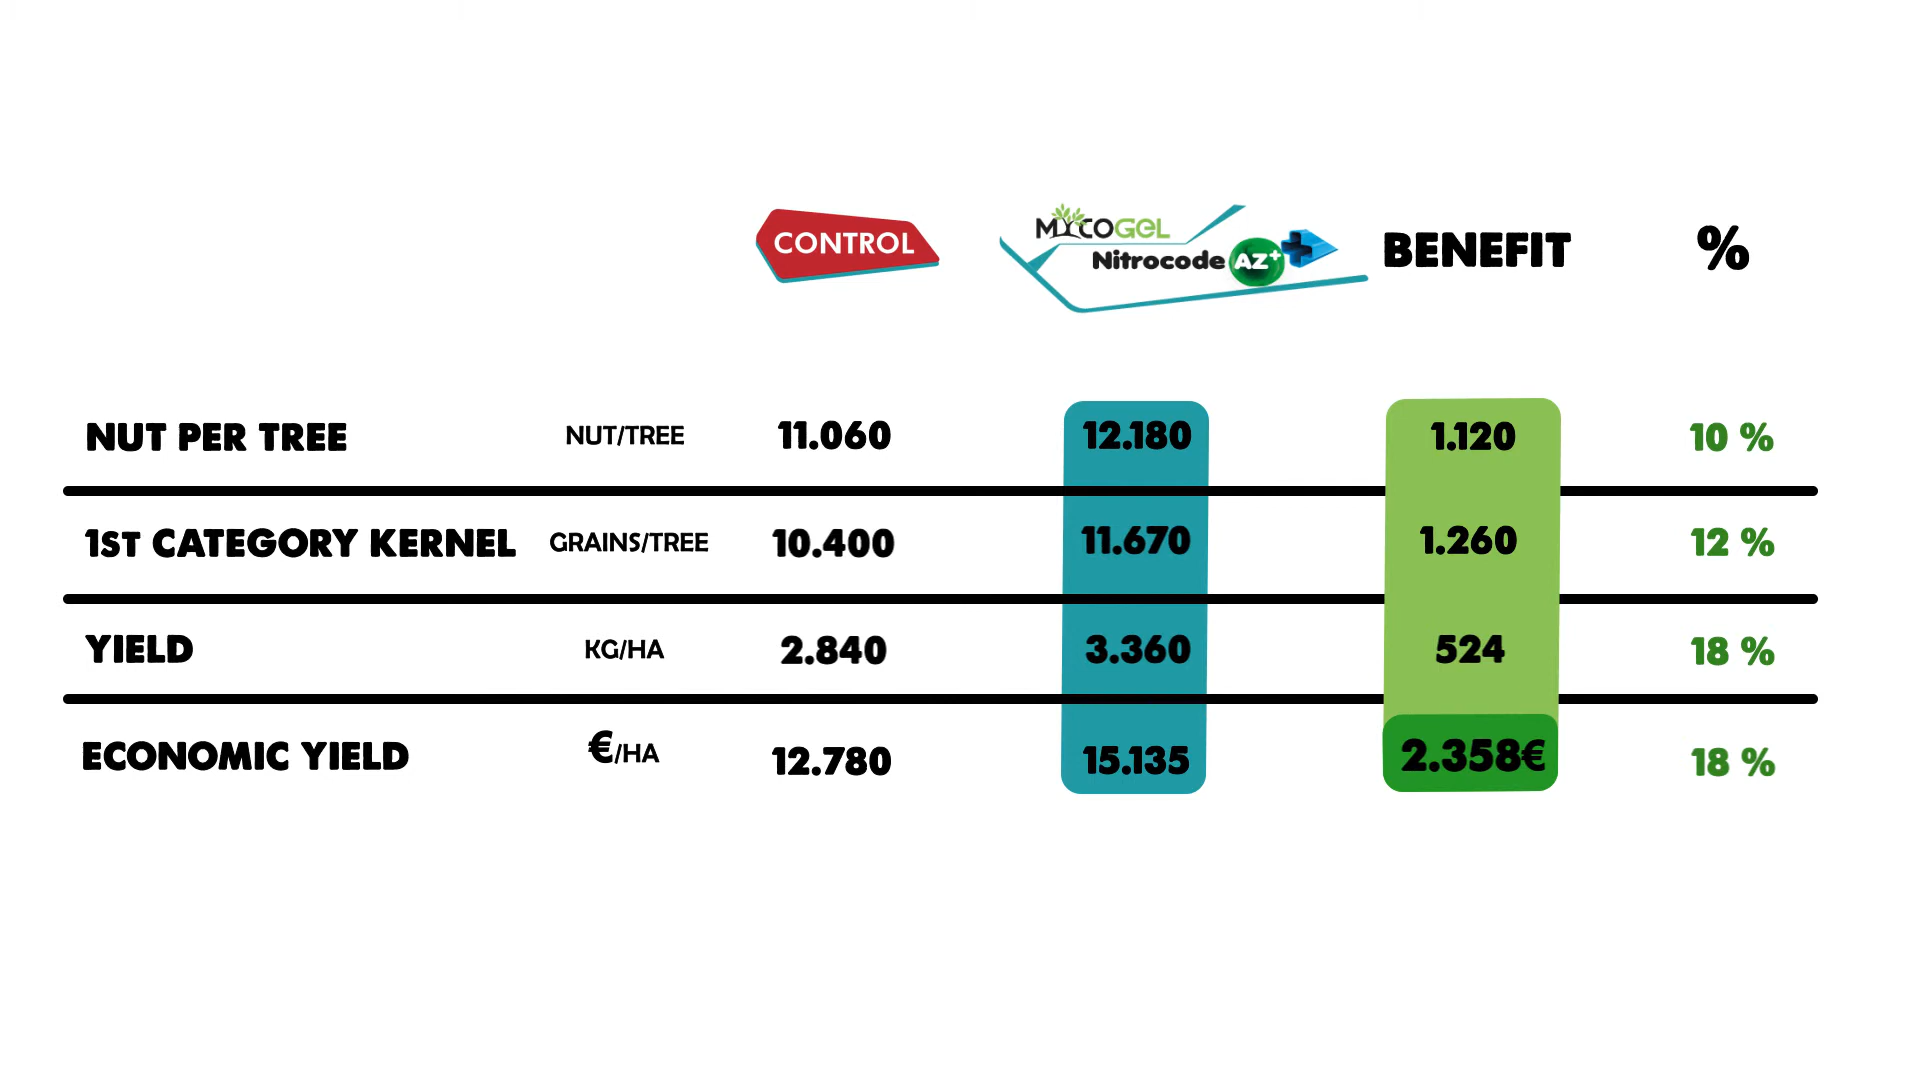 CONTROL
MYCOGEL
Nitrocode AZ+
BENEFIT
%
NUT PER TREE NUT/TREE 11.060 12.180 1.120 10 %
1ST CATEGORY KERNEL GRAINS/TREE 10.400 11.670 1.260 12 %
YIELD KG/HA 2.840 3.360 524 18 %
ECONOMIC YIELD €/HA 12.780 15.135 2.358€ 18 %